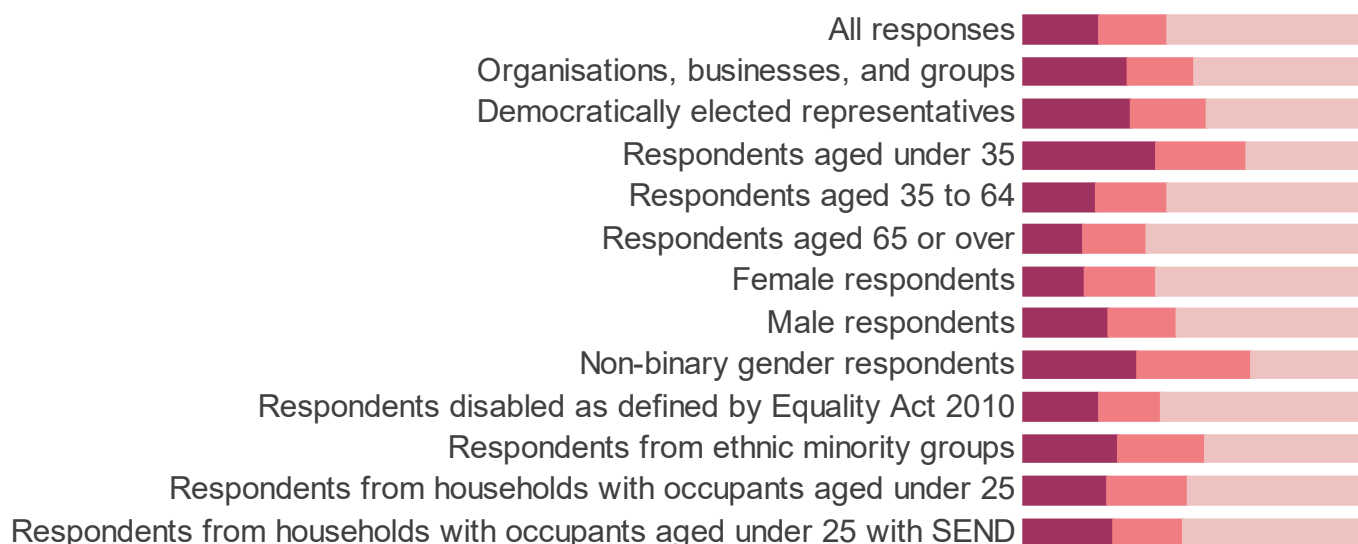 All responses
Organisations, businesses, and groups
Democratically elected representatives
Respondents aged under 35
Respondents aged 35 to 64
Respondents aged 65 or over
Female respondents
Male respondents
Non-binary gender respondents
Respondents disabled as defined by Equality Act 2010
Respondents from ethnic minority groups
Respondents from households with occupants aged under 25
Respondents from households with occupants aged under 25 with SEND